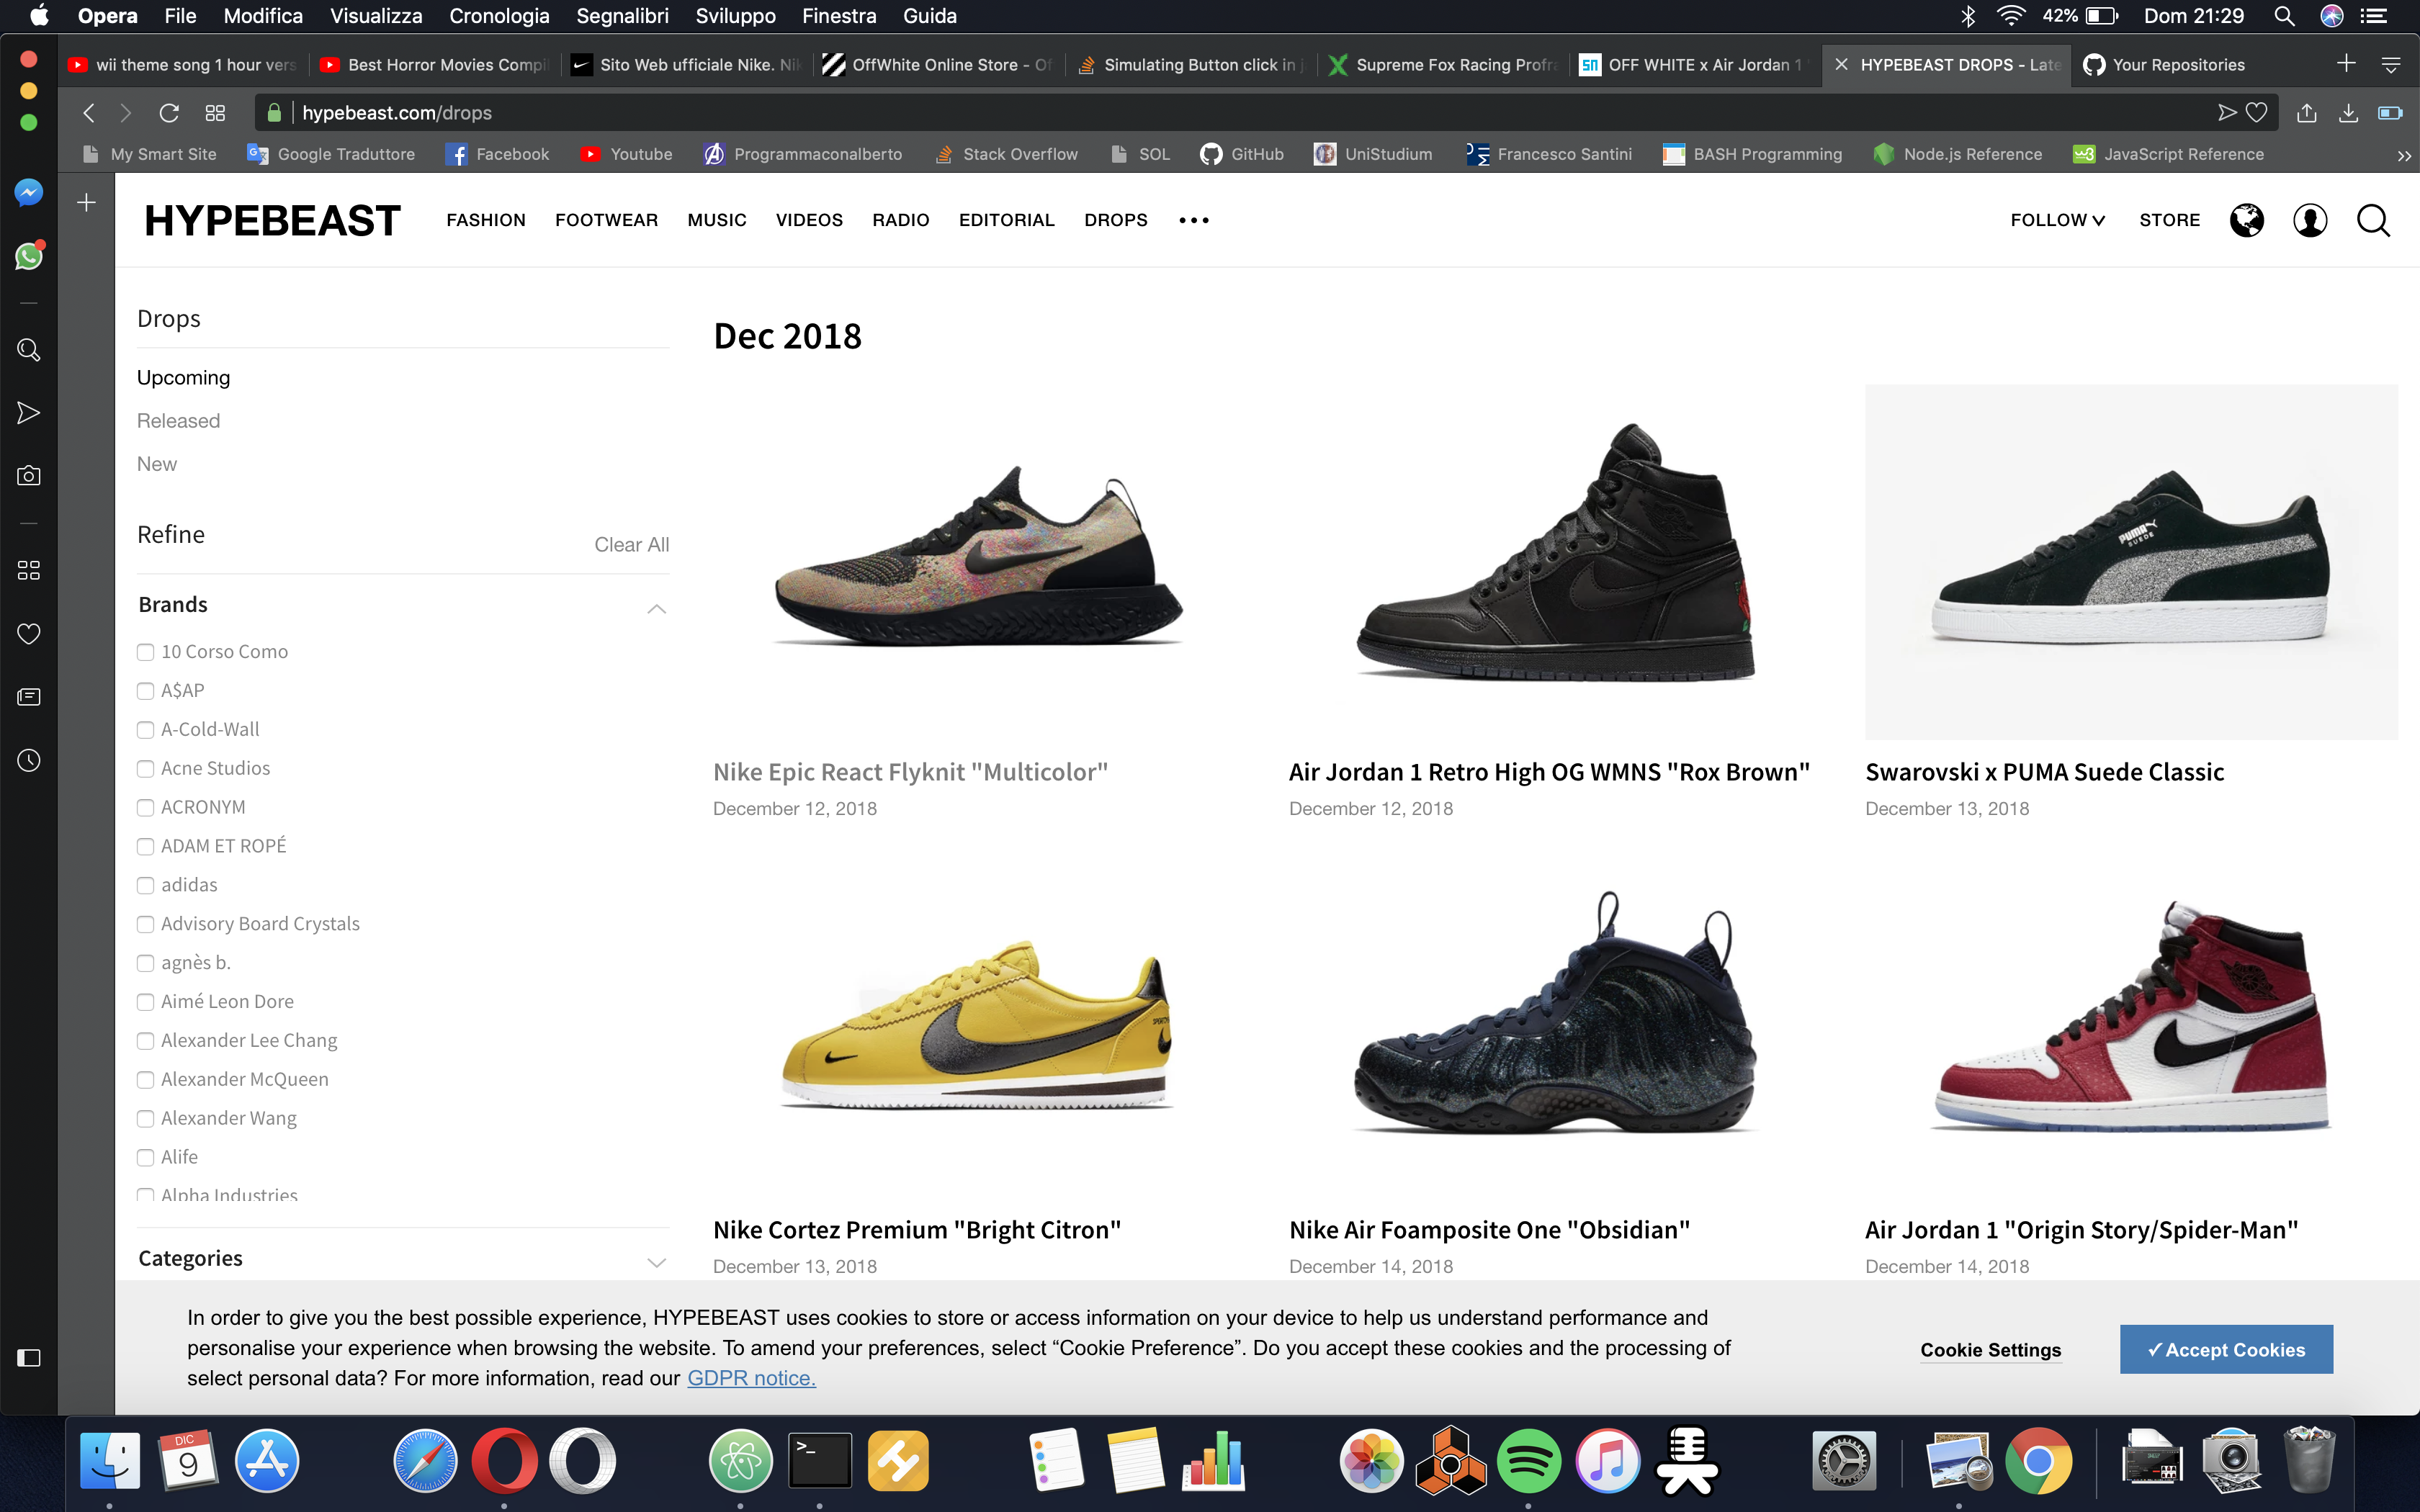 Opera File Modifica Visualizza Cronologia Segnalibri Sviluppo Finestra Guida 42% Dom 21:29
wii theme song 1 hour vers Best Horror Movies Compil Sito Web ufficiale Nike. Nik OffWhite Online Store - Of Simulating Button click in j Supreme Fox Racing Profra SN OFF WHITE x Air Jordan 1 HYPEBEAST DROPS - Late Your Repositories
hypebeast.com/drops
My Smart Site Google Traduttore Facebook Youtube Programmaconalberto Stack Overflow SOL GitHub UniStudium Francesco Santini BASH Programming Node.js Reference JavaScript Reference
HYPEBEAST FASHION FOOTWEAR MUSIC VIDEOS RADIO EDITORIAL DROPS ••• FOLLOW STORE
Drops
Upcoming
Released
New
Refine Clear All
Brands
10 Corso Como
A$AP
A-Cold-Wall
Acne Studios
ACRONYM
ADAM ET ROPÉ
adidas
Advisory Board Crystals
agnès b.
Aimé Leon Dore
Alexander Lee Chang
Alexander McQueen
Alexander Wang
Alife
Alpha Industries
Categories
Dec 2018
PUMA
SUEDE
Nike Epic React Flyknit "Multicolor"
December 12, 2018
Air Jordan 1 Retro High OG WMNS "Rox Brown"
December 12, 2018
Swarovski x PUMA Suede Classic
December 13, 2018
Nike Cortez Premium "Bright Citron"
December 13, 2018
Nike Air Foamposite One "Obsidian"
December 14, 2018
Air Jordan 1 "Origin Story/Spider-Man"
December 14, 2018
In order to give you the best possible experience, HYPEBEAST uses cookies to store or access information on your device to help us understand performance and
personalise your experience when browsing the website. To amend your preferences, select “Cookie Preference”. Do you accept these cookies and the processing of
select personal data? For more information, read our GDPR notice.
Cookie Settings
✓Accept Cookies
DIC
9
>_